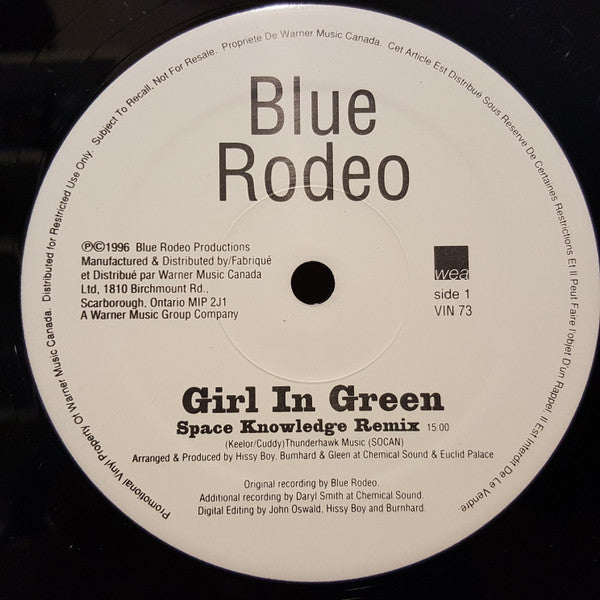 Blue
Rodeo
℗©1996 Blue Rodeo Productions
Manufactured & Distributed by/Fabriqué
et Distribué par Warner Music Canada
Ltd, 1810 Birchmount Rd.,
Scarborough, Ontario MIP 2J1
A Warner Music Group Company
wea
side 1
VIN 73
Girl In Green
Space Knowledge Remix 15:00
(Keelor/Cuddy)Thunderhawk Music (SOCAN)
Arranged & Produced by Hissy Boy, Burnhard & Gleen at Chemical Sound & Euclid Palace
Original recording by Blue Rodeo.
Additional recording by Daryl Smith at Chemical Sound.
Digital Editing by John Oswald, Hissy Boy and Burnhard.
Promotional Vinyl Property Of Warner Music Canada. Distributed for Restricted Use Only. Subject To Recall, Not For Resale. Propriete De Warner Music Canada. Cet Article Est Distribué Sous Reserve De Certaines Restrictions Et Il Peut Faire l'objet D'un Rappel. Il Est Interdit De Le Vendre